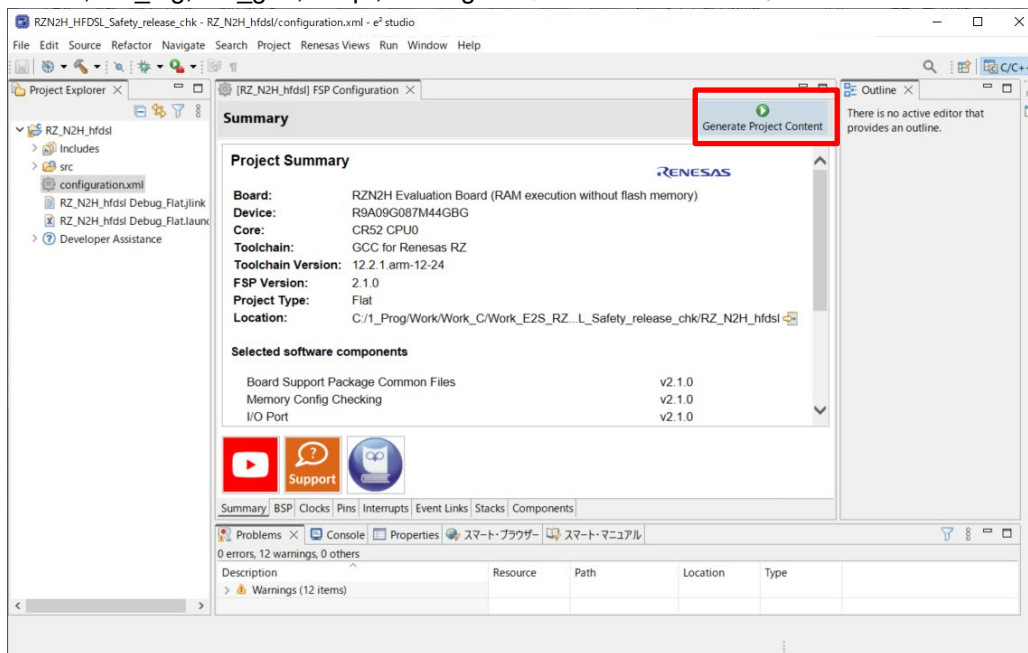 RZN2H_HFDSL_Safety_release_chk - RZ_N2H_hfdsl/configuration.xml - e² studio
File Edit Source Refactor Navigate Search Project Renesas Views Run Window Help
C/C++
Project Explorer
[RZ_N2H_hfdsl] FSP Configuration
Outline
RZ_N2H_hfdsl
Includes
src
configuration.xml
RZ_N2H_hfdsl Debug_Flat.jlink
RZ_N2H_hfdsl Debug_Flat.launc
Developer Assistance
Summary
Generate Project Content
There is no active editor that
provides an outline.
Project Summary
RENESAS
Board: RZN2H Evaluation Board (RAM execution without flash memory)
Device: R9A09G087M44GBG
Core: CR52 CPU0
Toolchain: GCC for Renesas RZ
Toolchain Version: 12.2.1.arm-12-24
FSP Version: 2.1.0
Project Type: Flat
Location: C:/1_Prog/Work/Work_C/Work_E2S_RZ...L_Safety_release_chk/RZ_N2H_hfdsl
Selected software components
Board Support Package Common Files v2.1.0
Memory Config Checking v2.1.0
I/O Port v2.1.0
Support
Summary BSP Clocks Pins Interrupts Event Links Stacks Components
Problems Console Properties スマート・ブラウザー スマート・マニュアル
0 errors, 12 warnings, 0 others
Description Resource Path Location Type
Warnings (12 items)